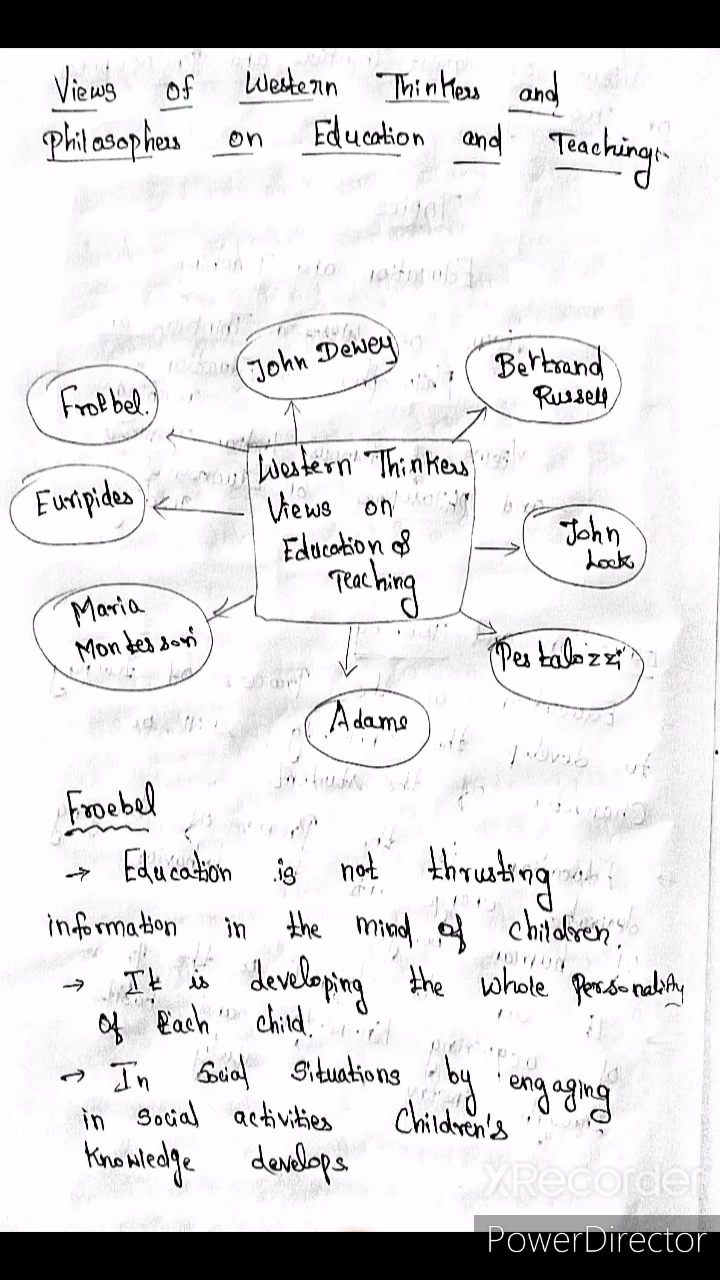 Views of Western Thinkers and
Philosophers on Education and Teaching:-
John Dewey
Bertrand
Russell
Froebel.
Western Thinkers
Views on
Education &
Teaching
Euripides
John
Lock
Maria
Montessori
Pestalozzi
Adams
Froebel
→ Education is not thrusting
information in the mind of children.
→ It is developing the whole Personality
of Each child.
→ In Social Situations by engaging
in social activities Children's
Knowledge develops.
XRecorder
PowerDirector